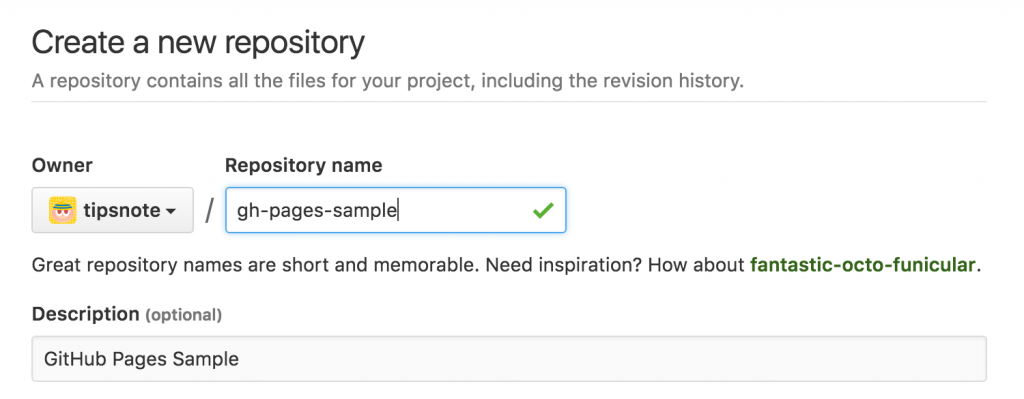 Create a new repository
A repository contains all the files for your project, including the revision history.
Owner Repository name
tipsnote / gh-pages-sample
Great repository names are short and memorable. Need inspiration? How about fantastic-octo-funicular.
Description (optional)
GitHub Pages Sample